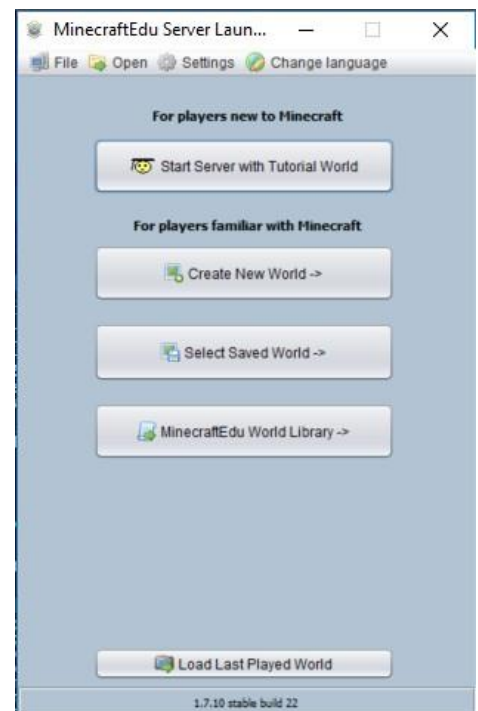 MinecraftEdu Server Laun...
File Open Settings Change language
For players new to Minecraft
Start Server with Tutorial World
For players familiar with Minecraft
Create New World ->
Select Saved World ->
MinecraftEdu World Library ->
Load Last Played World
1.7.10 stable build 22